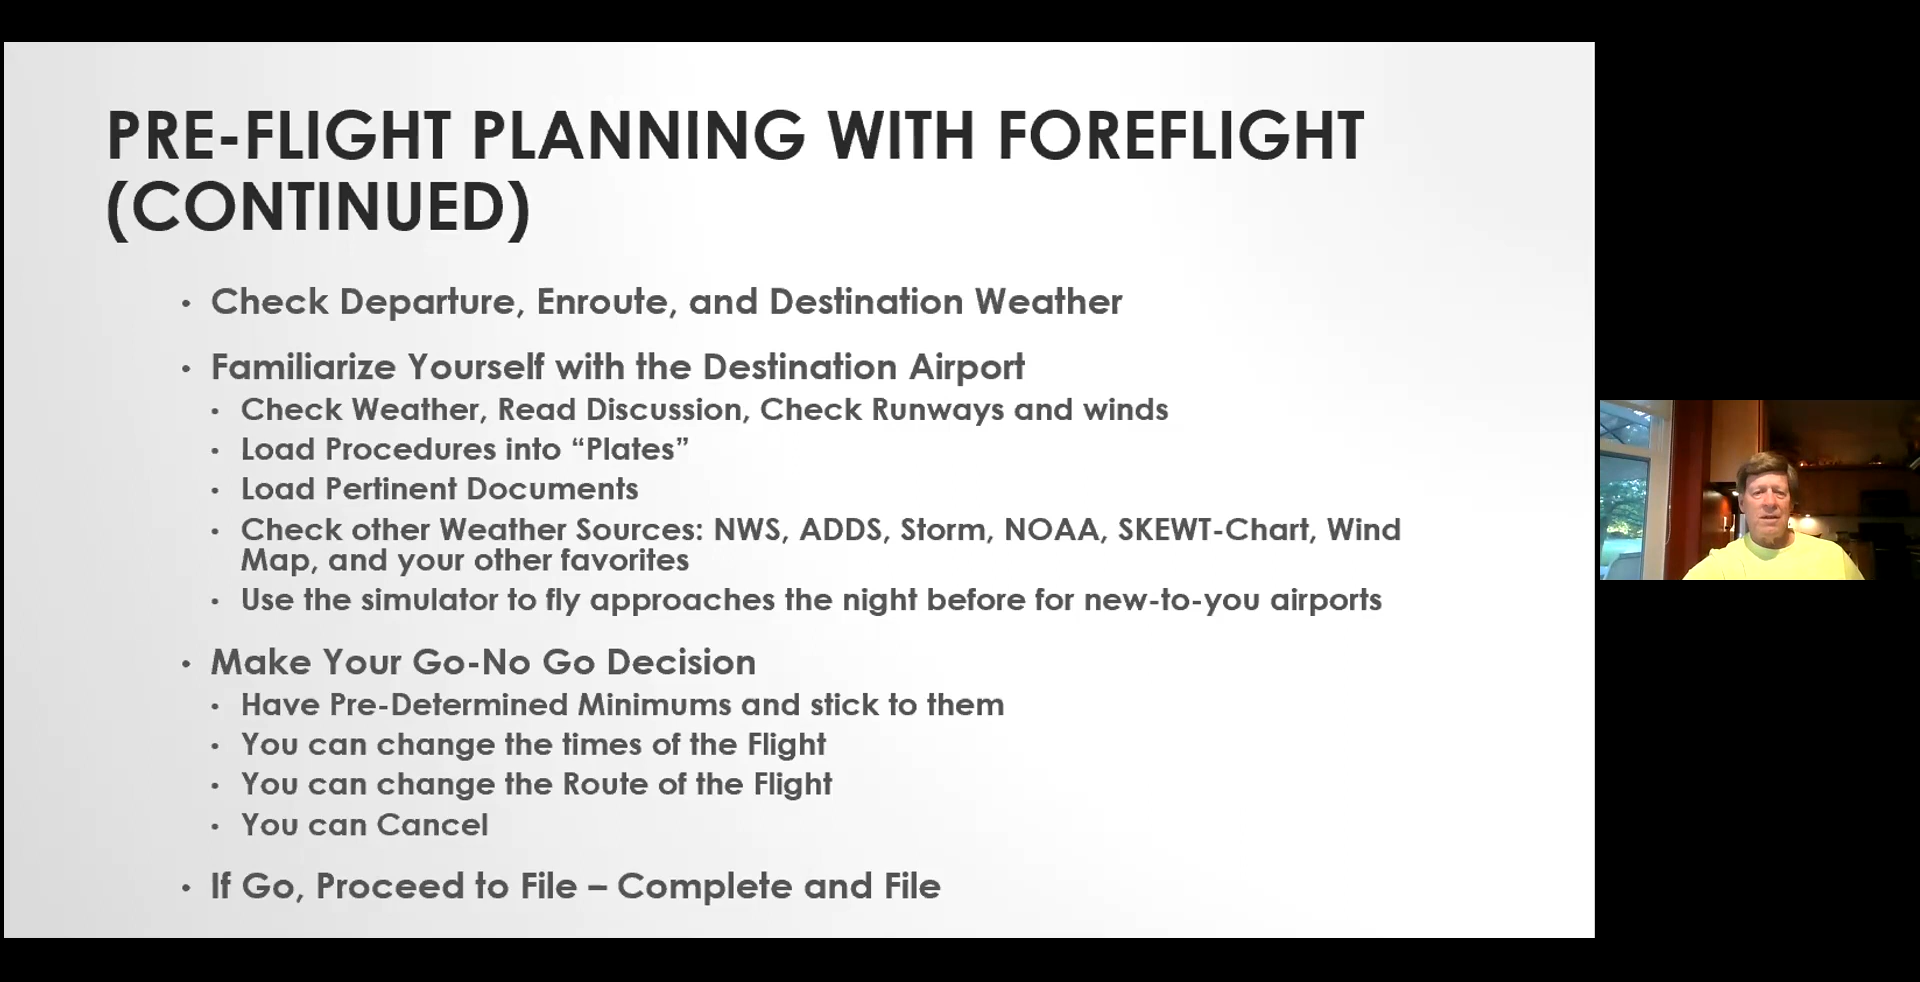 PRE-FLIGHT PLANNING WITH FOREFLIGHT
(CONTINUED)
• Check Departure, Enroute, and Destination Weather
• Familiarize Yourself with the Destination Airport
• Check Weather, Read Discussion, Check Runways and winds
• Load Procedures into “Plates”
• Load Pertinent Documents
• Check other Weather Sources: NWS, ADDS, Storm, NOAA, SKEWT-Chart, Wind
Map, and your other favorites
• Use the simulator to fly approaches the night before for new-to-you airports
• Make Your Go-No Go Decision
• Have Pre-Determined Minimums and stick to them
• You can change the times of the Flight
• You can change the Route of the Flight
• You can Cancel
• If Go, Proceed to File – Complete and File